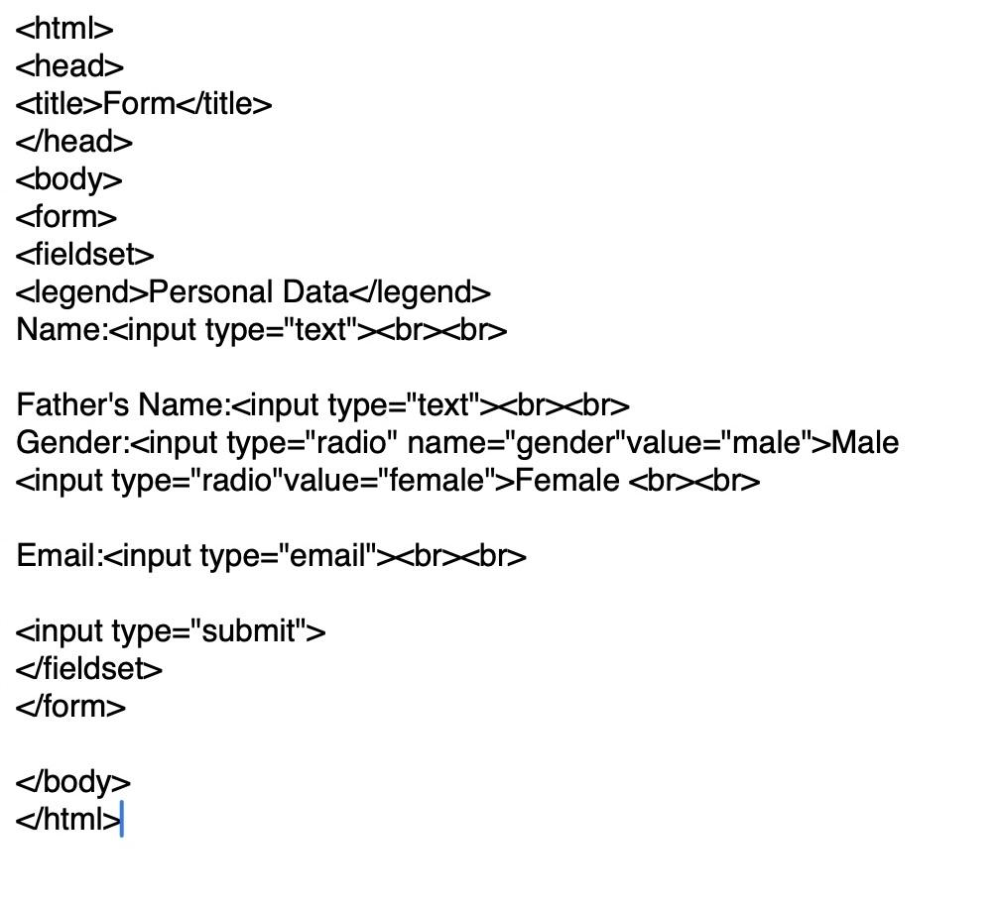 <html>
<head>
<title>Form</title>
</head>
<body>
<form>
<fieldset>
<legend>Personal Data</legend>
Name:<input type="text"><br><br>
Father's Name:<input type="text"><br><br>
Gender:<input type="radio" name="gender"value="male">Male
<input type="radio"value="female">Female <br><br>
Email:<input type="email"><br><br>
<input type="submit">
</fieldset>
</form>
</body>
</html>